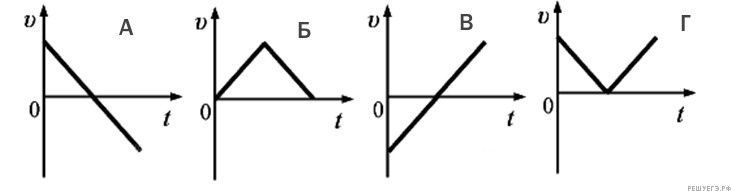 υ А
0 t
υ Б
0 t
υ В
0 t
υ Г
0 t
РЕШУЕГЭ.РФ